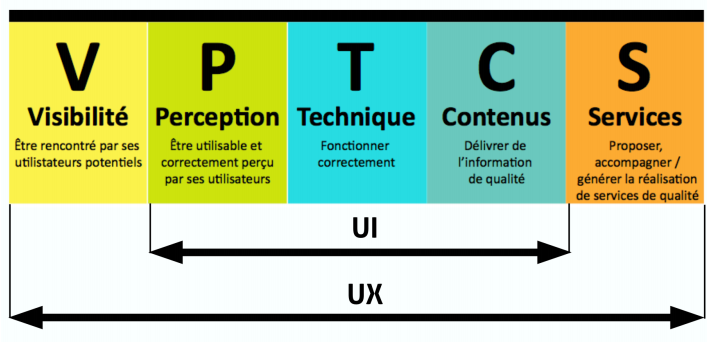 V
Visibilité
Être rencontré par ses
utilistateurs potentiels
P
Perception
Être utilisable et
correctement perçu
par ses utilisateurs
T
Technique
Fonctionner
correctement
C
Contenus
Délivrer de
l'information
de qualité
S
Services
Proposer,
accompagner /
générer la réalisation
de services de qualité
UI
UX